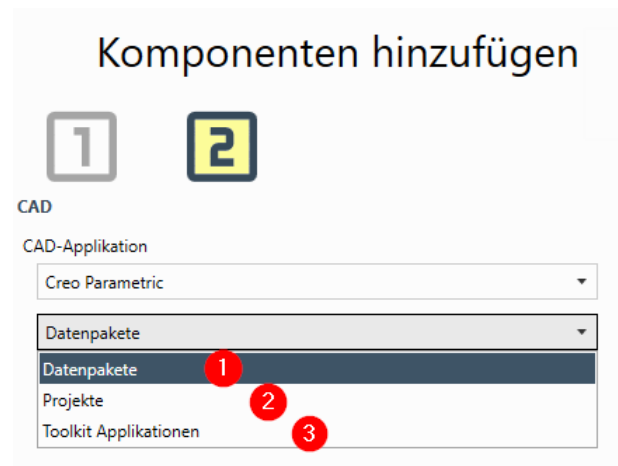 Komponenten hinzufügen
1 2
CAD
CAD-Applikation
Creo Parametric
Datenpakete
Datenpakete 1
Projekte 2
Toolkit Applikationen 3